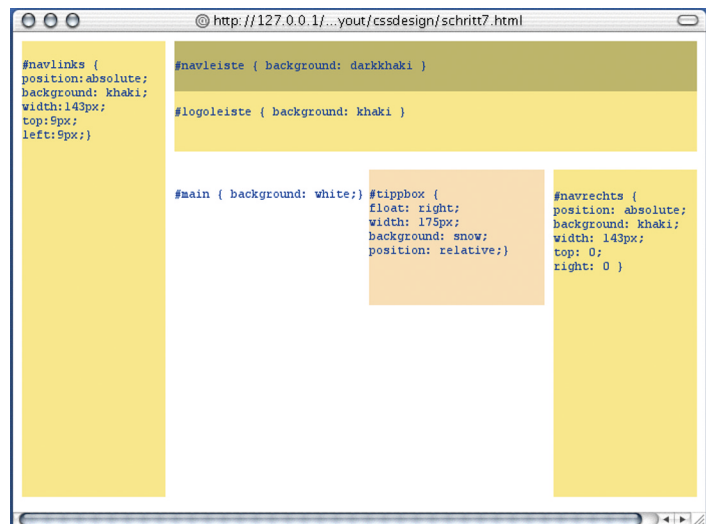 @ http://127.0.0.1/...yout/cssdesign/schritt7.html
#navlinks {
position:absolute;
background: khaki;
width:143px;
top:9px;
left:9px;}
#navleiste { background: darkkhaki }
#logoleiste { background: khaki }
#main { background: white;}
#tippbox {
float: right;
width: 175px;
background: snow;
position: relative;}
#navrechts {
position: absolute;
background: khaki;
width: 143px;
top: 0;
right: 0 }